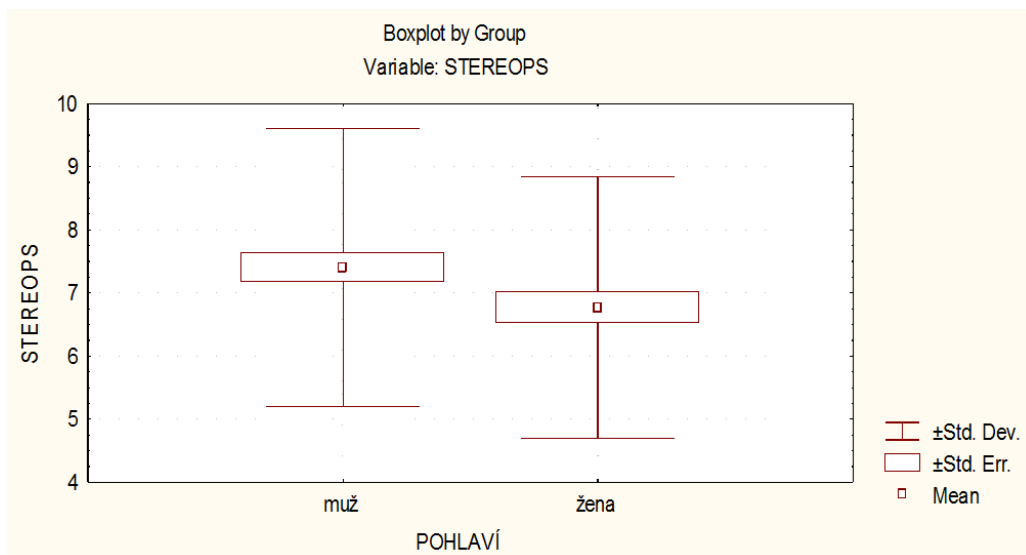 Boxplot by Group
Variable: STEREOPS
STEREOPS
10
9
8
7
6
5
4
muž
žena
POHLAVÍ
±Std. Dev.
±Std. Err.
Mean